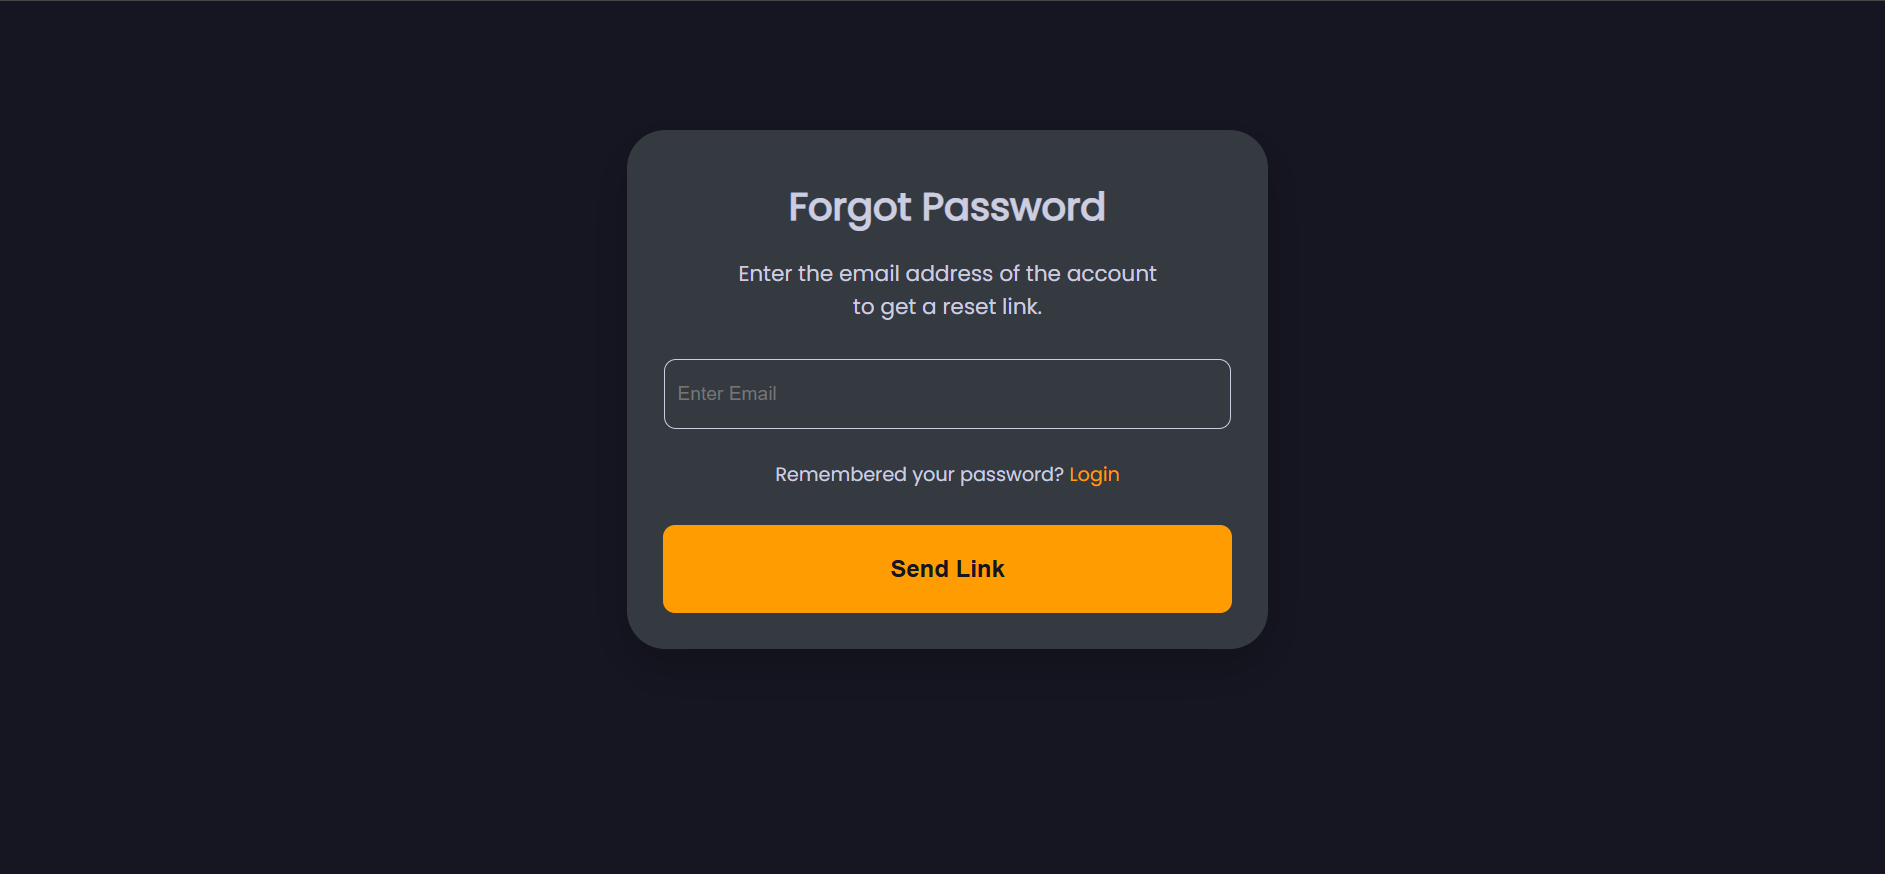 Forgot Password
Enter the email address of the account
to get a reset link.
Enter Email
Remembered your password? Login
Send Link